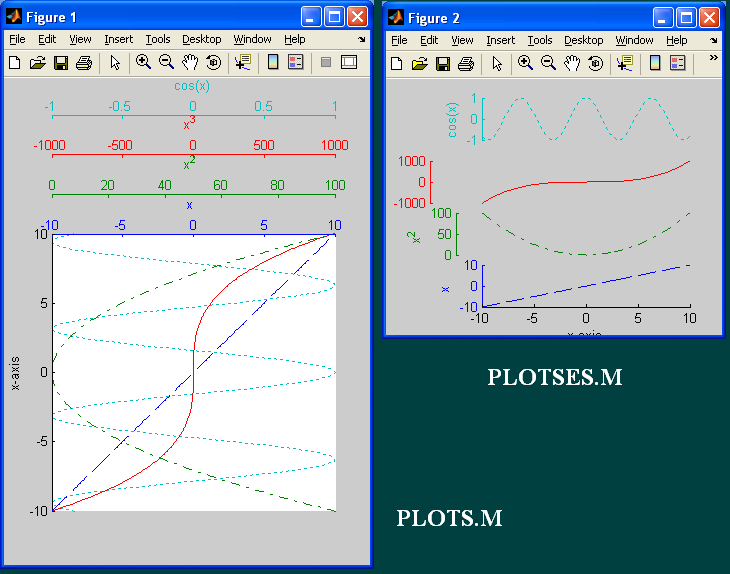 Figure 1
File Edit View Insert Tools Desktop Window Help
cos(x)
-1 -0.5 0 0.5 1
x3
-1000 -500 0 500 1000
x2
0 20 40 60 80 100
x
-10 -5 0 5 10
10
5
0
-5
-10
x-axis
Figure 2
File Edit View Insert Tools Desktop Window Help
cos(x)
1
0
-1
1000
0
-1000
x2
100
50
0
x
10
0
-10
-10 -5 0 5 10
x-axis
PLOTSES.M
PLOTS.M